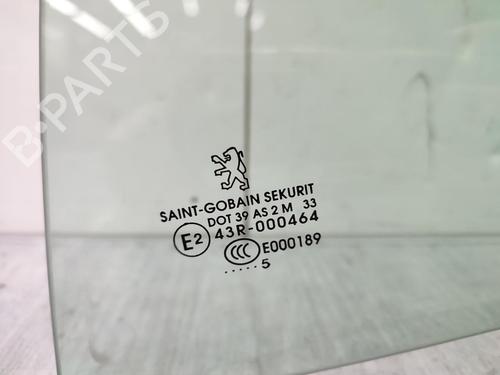 B-PARTS
SAINT-GOBAIN SEKURIT
DOT 39 AS 2 M 33
E2 43R-000464
CCC E000189
..... 5